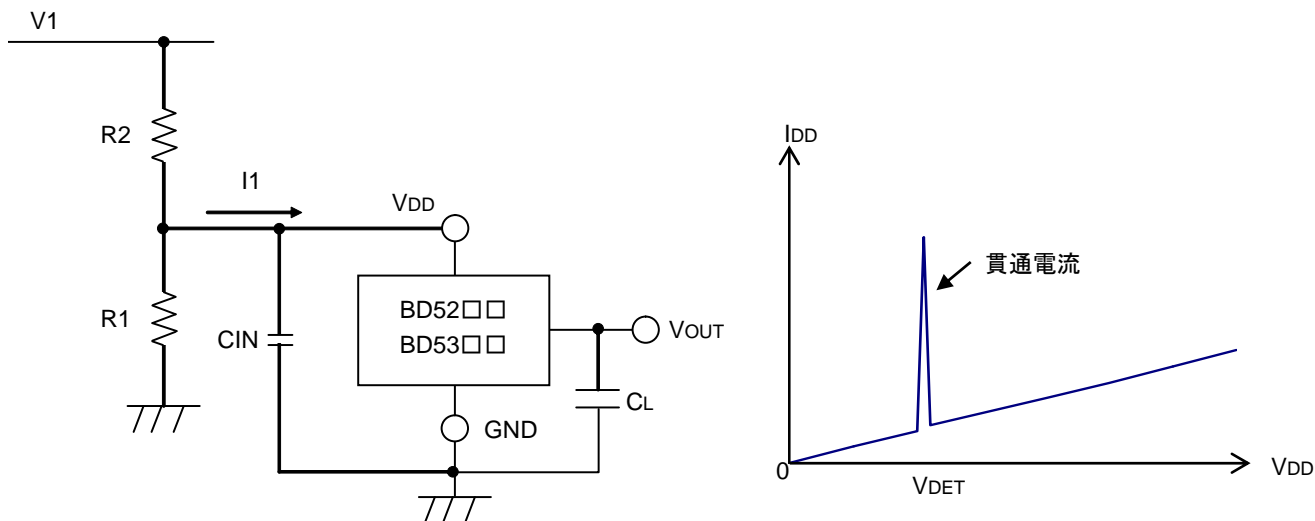 V1
R2
I1
VDD
R1
CIN
BD52□□
BD53□□
VOUT
CL
GND
IDD
貫通電流
0
VDET
VDD